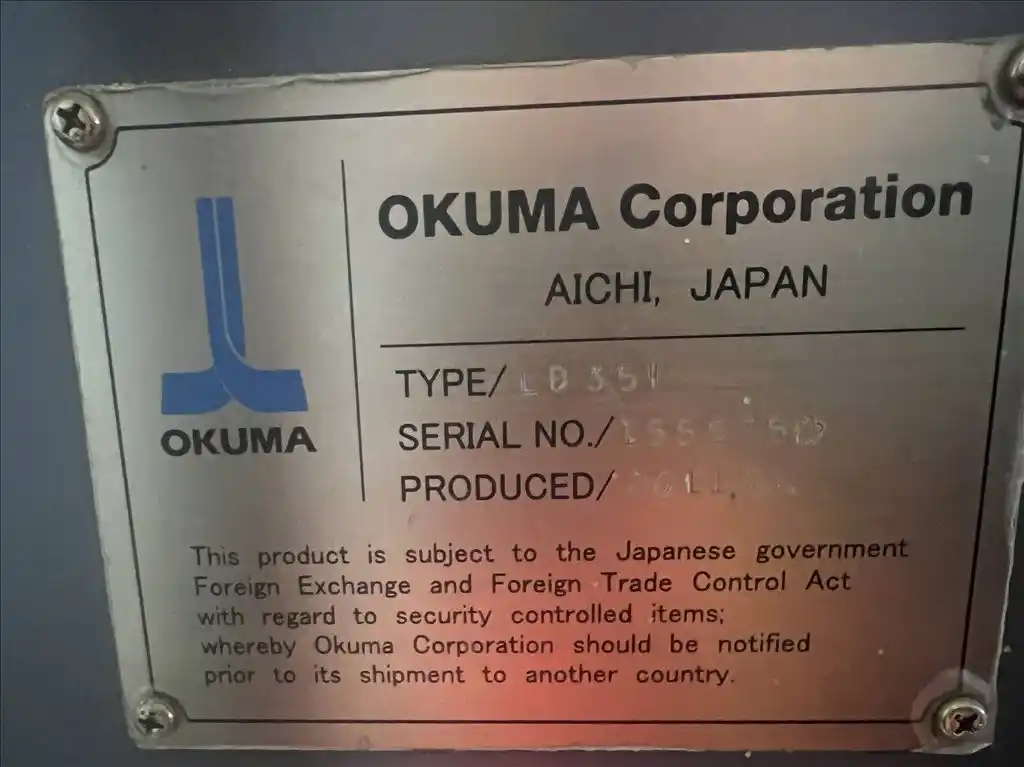 OKUMA Corporation
AICHI, JAPAN
OKUMA
TYPE/
SERIAL NO./
PRODUCED/
This product is subject to the Japanese government
Foreign Exchange and Foreign Trade Control Act
with regard to security controlled items;
whereby Okuma Corporation should be notified
prior to its shipment to another country.